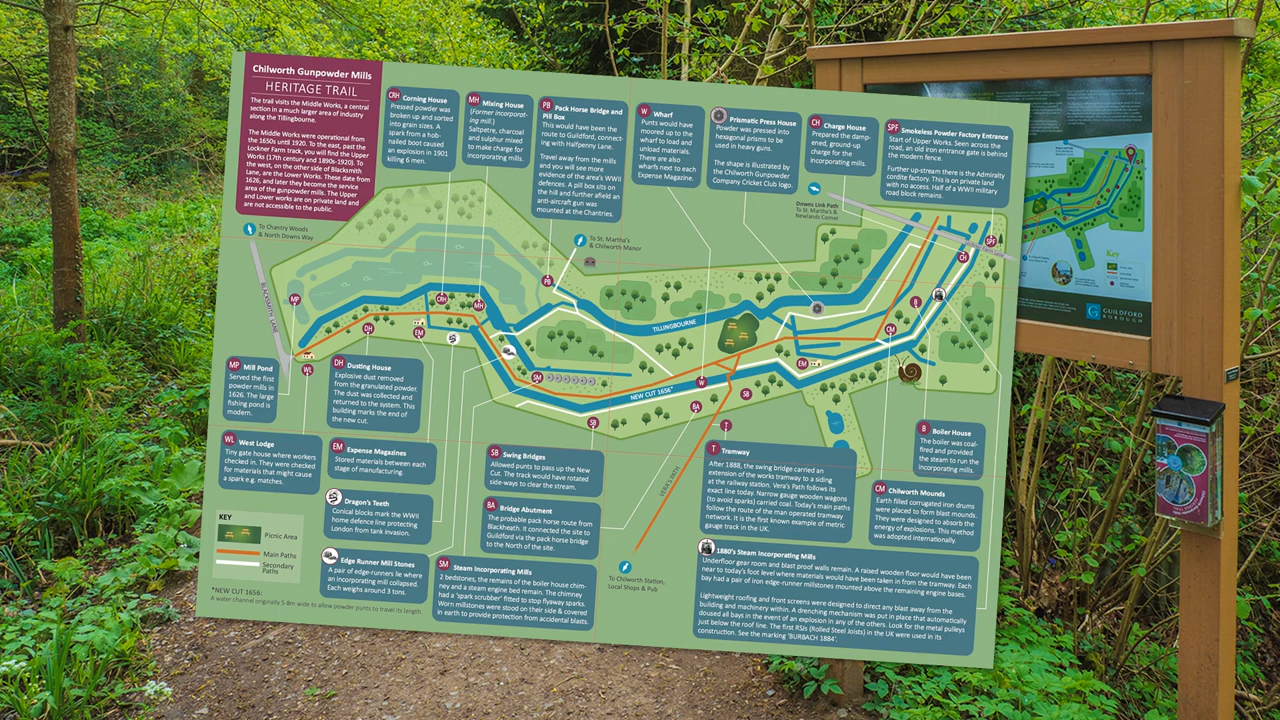 Chilworth Gunpowder Mills
HERITAGE TRAIL
The trail visits the Middle Works, a central
section in a much larger area of industry
along the Tillingbourne.
The Middle Works were operational from
the 1650s until 1920. To the east, past the
Lockner Farm track, you will find the Upper
Works (17th century and 1890s-1920). To
the west, on the other side of Blacksmith
Lane, are the Lower Works. These date from
1626, and later they become the service
area of the gunpowder mills. The Upper
and Lower works are on private land and
are not accessible to the public.
CRH Corning House
Pressed powder was
broken up and sorted
into grain sizes. A
spark from a hob-
nailed boot caused
an explosion in 1901
killing 6 men.
MH Mixing House
(Former Incorporat-
ing mill.)
Saltpetre, charcoal
and sulphur mixed
to make charge for
incorporating mills.
PB Pack Horse Bridge and
Pill Box
This would have been the
route to Guildford, connect-
ing with Halfpenny Lane.
Travel away from the mills
and you will see more
evidence of the area's WWII
defences. A pill box sits on
the hill and further afield an
anti-aircraft gun was
mounted at the Chantries.
W Wharf
Punts would have
moored up to the
wharf to load and
unload materials.
There are also
wharfs next to each
Expense Magazine.
Prismatic Press House
Powder was pressed into
hexagonal prisms to be
used in heavy guns.
The shape is illustrated by
the Chilworth Gunpowder
Company Cricket Club logo.
CH Charge House
Prepared the damp-
ened, ground-up
charge for the
incorporating mills.
SPF Smokeless Powder Factory Entrance
Start of Upper Works. Seen across the
road, an old iron entrance gate is behind
the modern fence.
Further up-stream there is the Admiralty
cordite factory. This is on private land
with no access. Half of a WWII military
road block remains.
To Chantry Woods
& North Downs Way
To St. Martha's
& Chilworth Manor
Downs Link Path
To St. Martha's &
Newlands Corner
BLACKSMITH LANE
TILLINGBOURNE
NEW CUT 1656*
VERA'S PATH
MP
CRH
MH
PB
SPF
CH
B
CM
DH
EM
WL
SM
W
EM
SB
BA
SB
T
MP Mill Pond
Served the first
powder mills in
1626. The large
fishing pond is
modern.
DH Dusting House
Explosive dust removed
from the granulated powder.
The dust was collected and
returned to the system. This
building marks the end of
the new cut.
WL West Lodge
Tiny gate house where workers
checked in. They were checked
for materials that might cause
a spark e.g. matches.
EM Expense Magazines
Stored materials between each
stage of manufacturing.
Dragon's Teeth
Conical blocks mark the WWII
home defence line protecting
London from tank invasion.
Edge Runner Mill Stones
A pair of edge-runners lie where
an incorporating mill collapsed.
Each weighs around 3 tons.
SB Swing Bridges
Allowed punts to pass up the New
Cut. The track would have rotated
side-ways to clear the stream.
BA Bridge Abutment
The probable pack horse route from
Blackheath. It connected the site to
Guildford via the pack horse bridge
to the North of the site.
SM Steam Incorporating Mills
2 bedstones, the remains of the boiler house chim-
ney and a steam engine bed remain. The chimney
had a 'spark scrubber' fitted to stop flyaway sparks.
Worn millstones were stood on their side & covered
in earth to provide protection from accidental blasts.
T Tramway
After 1888, the swing bridge carried an
extension of the works tramway to a siding
at the railway station. Vera's Path follows its
exact line today. Narrow gauge wooden wagons
(to avoid sparks) carried coal. Today's main paths
follow the route of the man operated tramway
network. It is the first known example of metric
gauge track in the UK.
B Boiler House
The boiler was coal-
fired and provided
the steam to run the
incorporating mills.
CM Chilworth Mounds
Earth filled corrugated iron drums
were placed to form blast mounds.
They were designed to absorb the
energy of explosions. This method
was adopted internationally.
1880's Steam Incorporating Mills
Underfloor gear room and blast proof walls remain. A raised wooden floor would have been
near to today's foot level where materials would have been taken in from the tramway. Each
bay had a pair of iron edge-runner millstones mounted above the remaining engine bases.
Lightweight roofing and front screens were designed to direct any blast away from the
building and machinery within. A drenching mechanism was put in place that automatically
doused all bays in the event of an explosion in any of the others. Look for the metal pulleys
just below the roof line. The first RSJs (Rolled Steel Joists) in the UK were used in its
construction. See the marking 'BURBACH 1884'.
To Chilworth Station,
Local Shops & Pub
KEY
Picnic Area
Main Paths
Secondary
Paths
*NEW CUT 1656:
A water channel originally 5-8m wide to allow powder punts to travel its length.
Key
GUILDFORD
BOROUGH